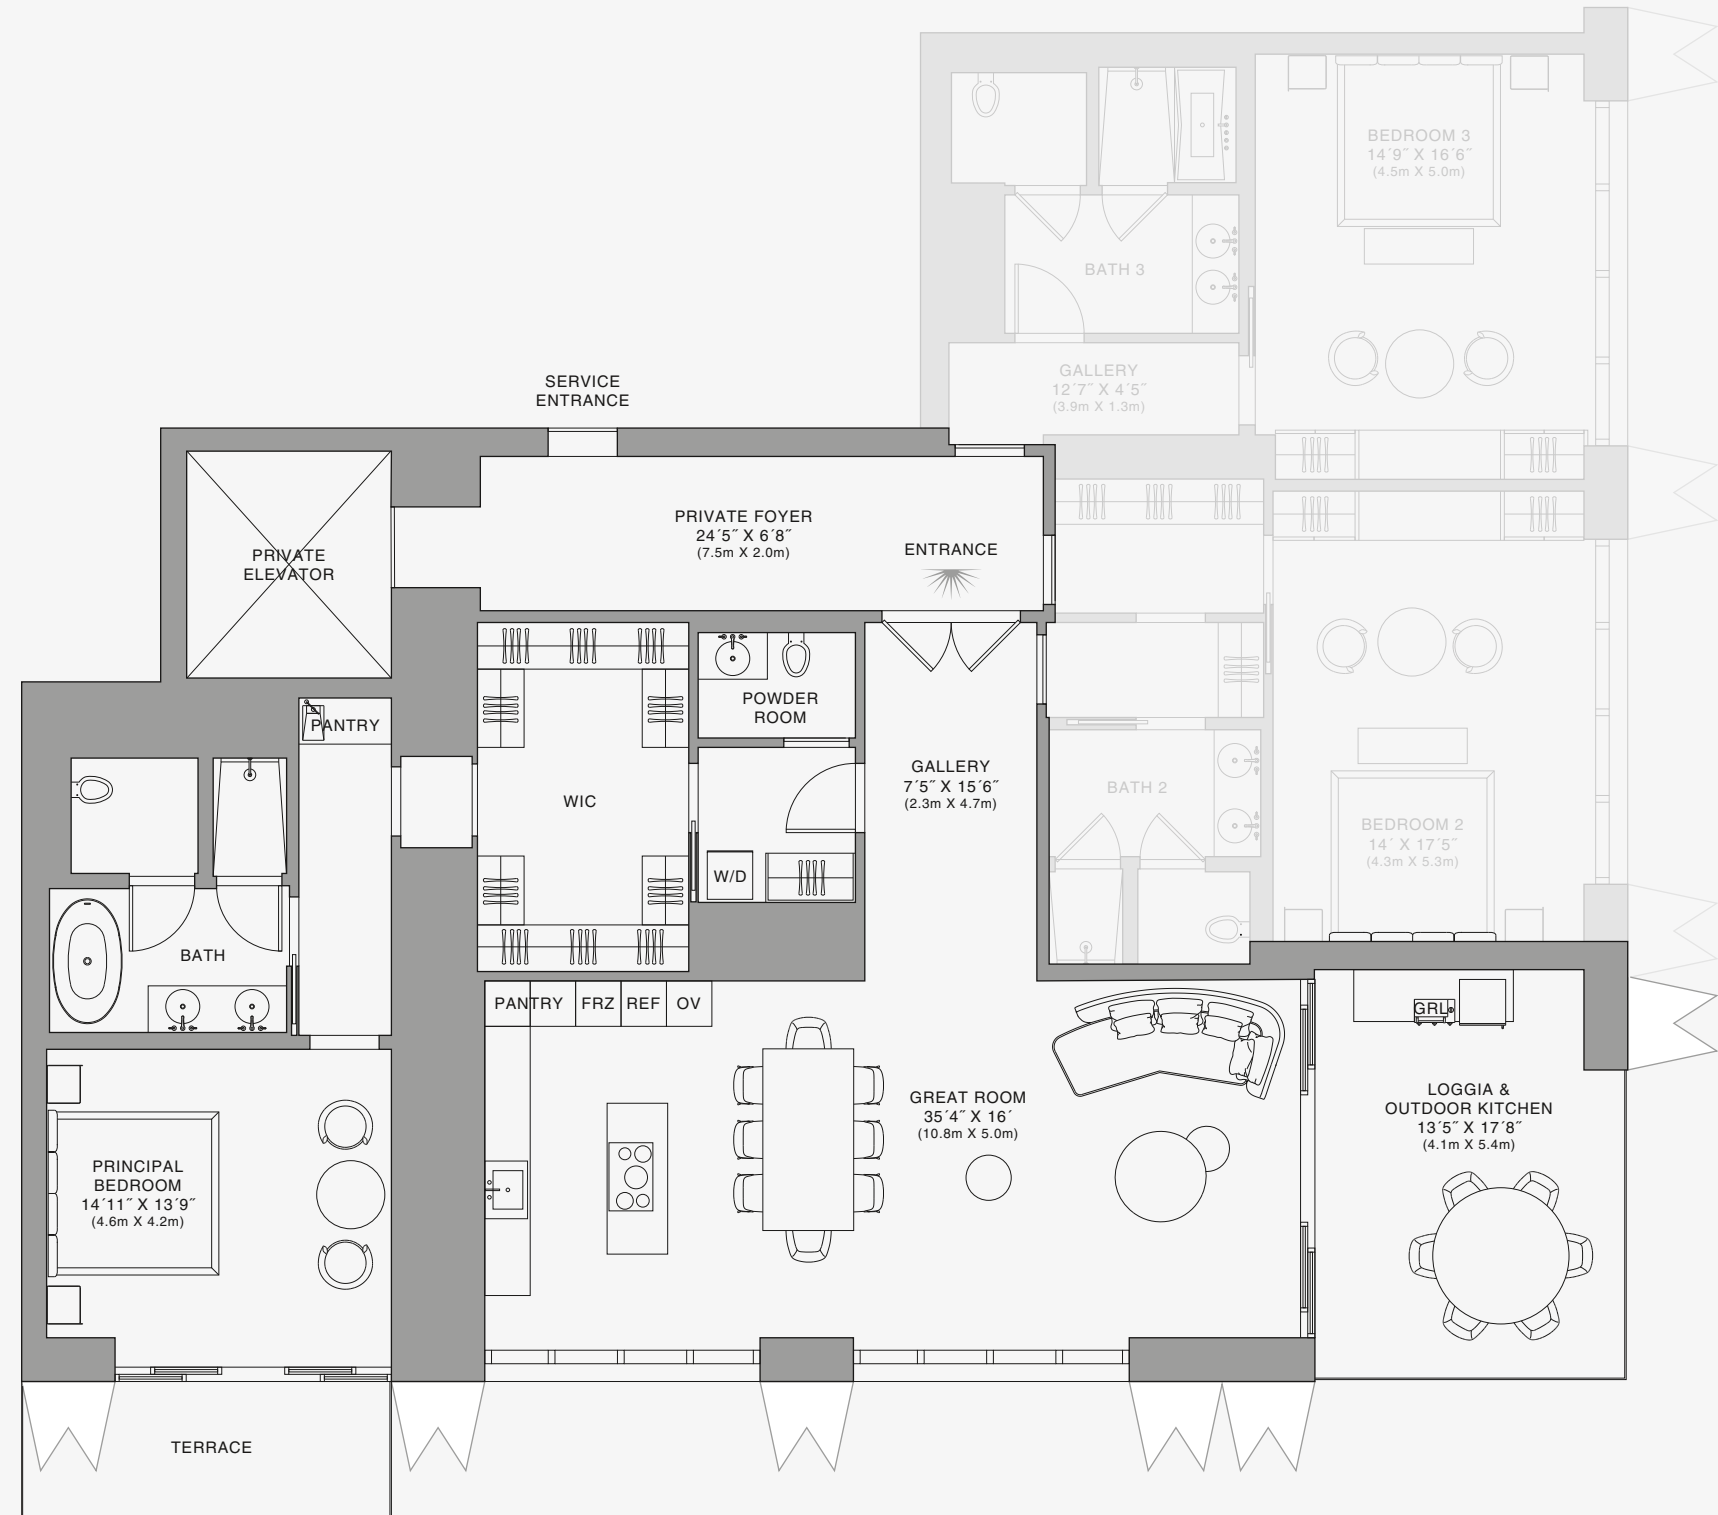 BEDROOM 3
14´9˝ X 16´6˝
(4.5m X 5.0m)
BATH 3
GALLERY
12´7˝ X 4´5˝
(3.9m X 1.3m)
SERVICE
ENTRANCE
PRIVATE FOYER
24´5˝ X 6´8˝
(7.5m X 2.0m)
ENTRANCE
PRIVATE
ELEVATOR
PANTRY
POWDER
ROOM
GALLERY
7´5˝ X 15´6˝
(2.3m X 4.7m)
WIC
BATH 2
BEDROOM 2
14´ X 17´5˝
(4.3m X 5.3m)
W/D
BATH
PANTRY
FRZ
REF
OV
GRL
GREAT ROOM
35´4˝ X 16´
(10.8m X 5.0m)
LOGGIA &
OUTDOOR KITCHEN
13´5˝ X 17´8˝
(4.1m X 5.4m)
PRINCIPAL
BEDROOM
14´11˝ X 13´9˝
(4.6m X 4.2m)
TERRACE